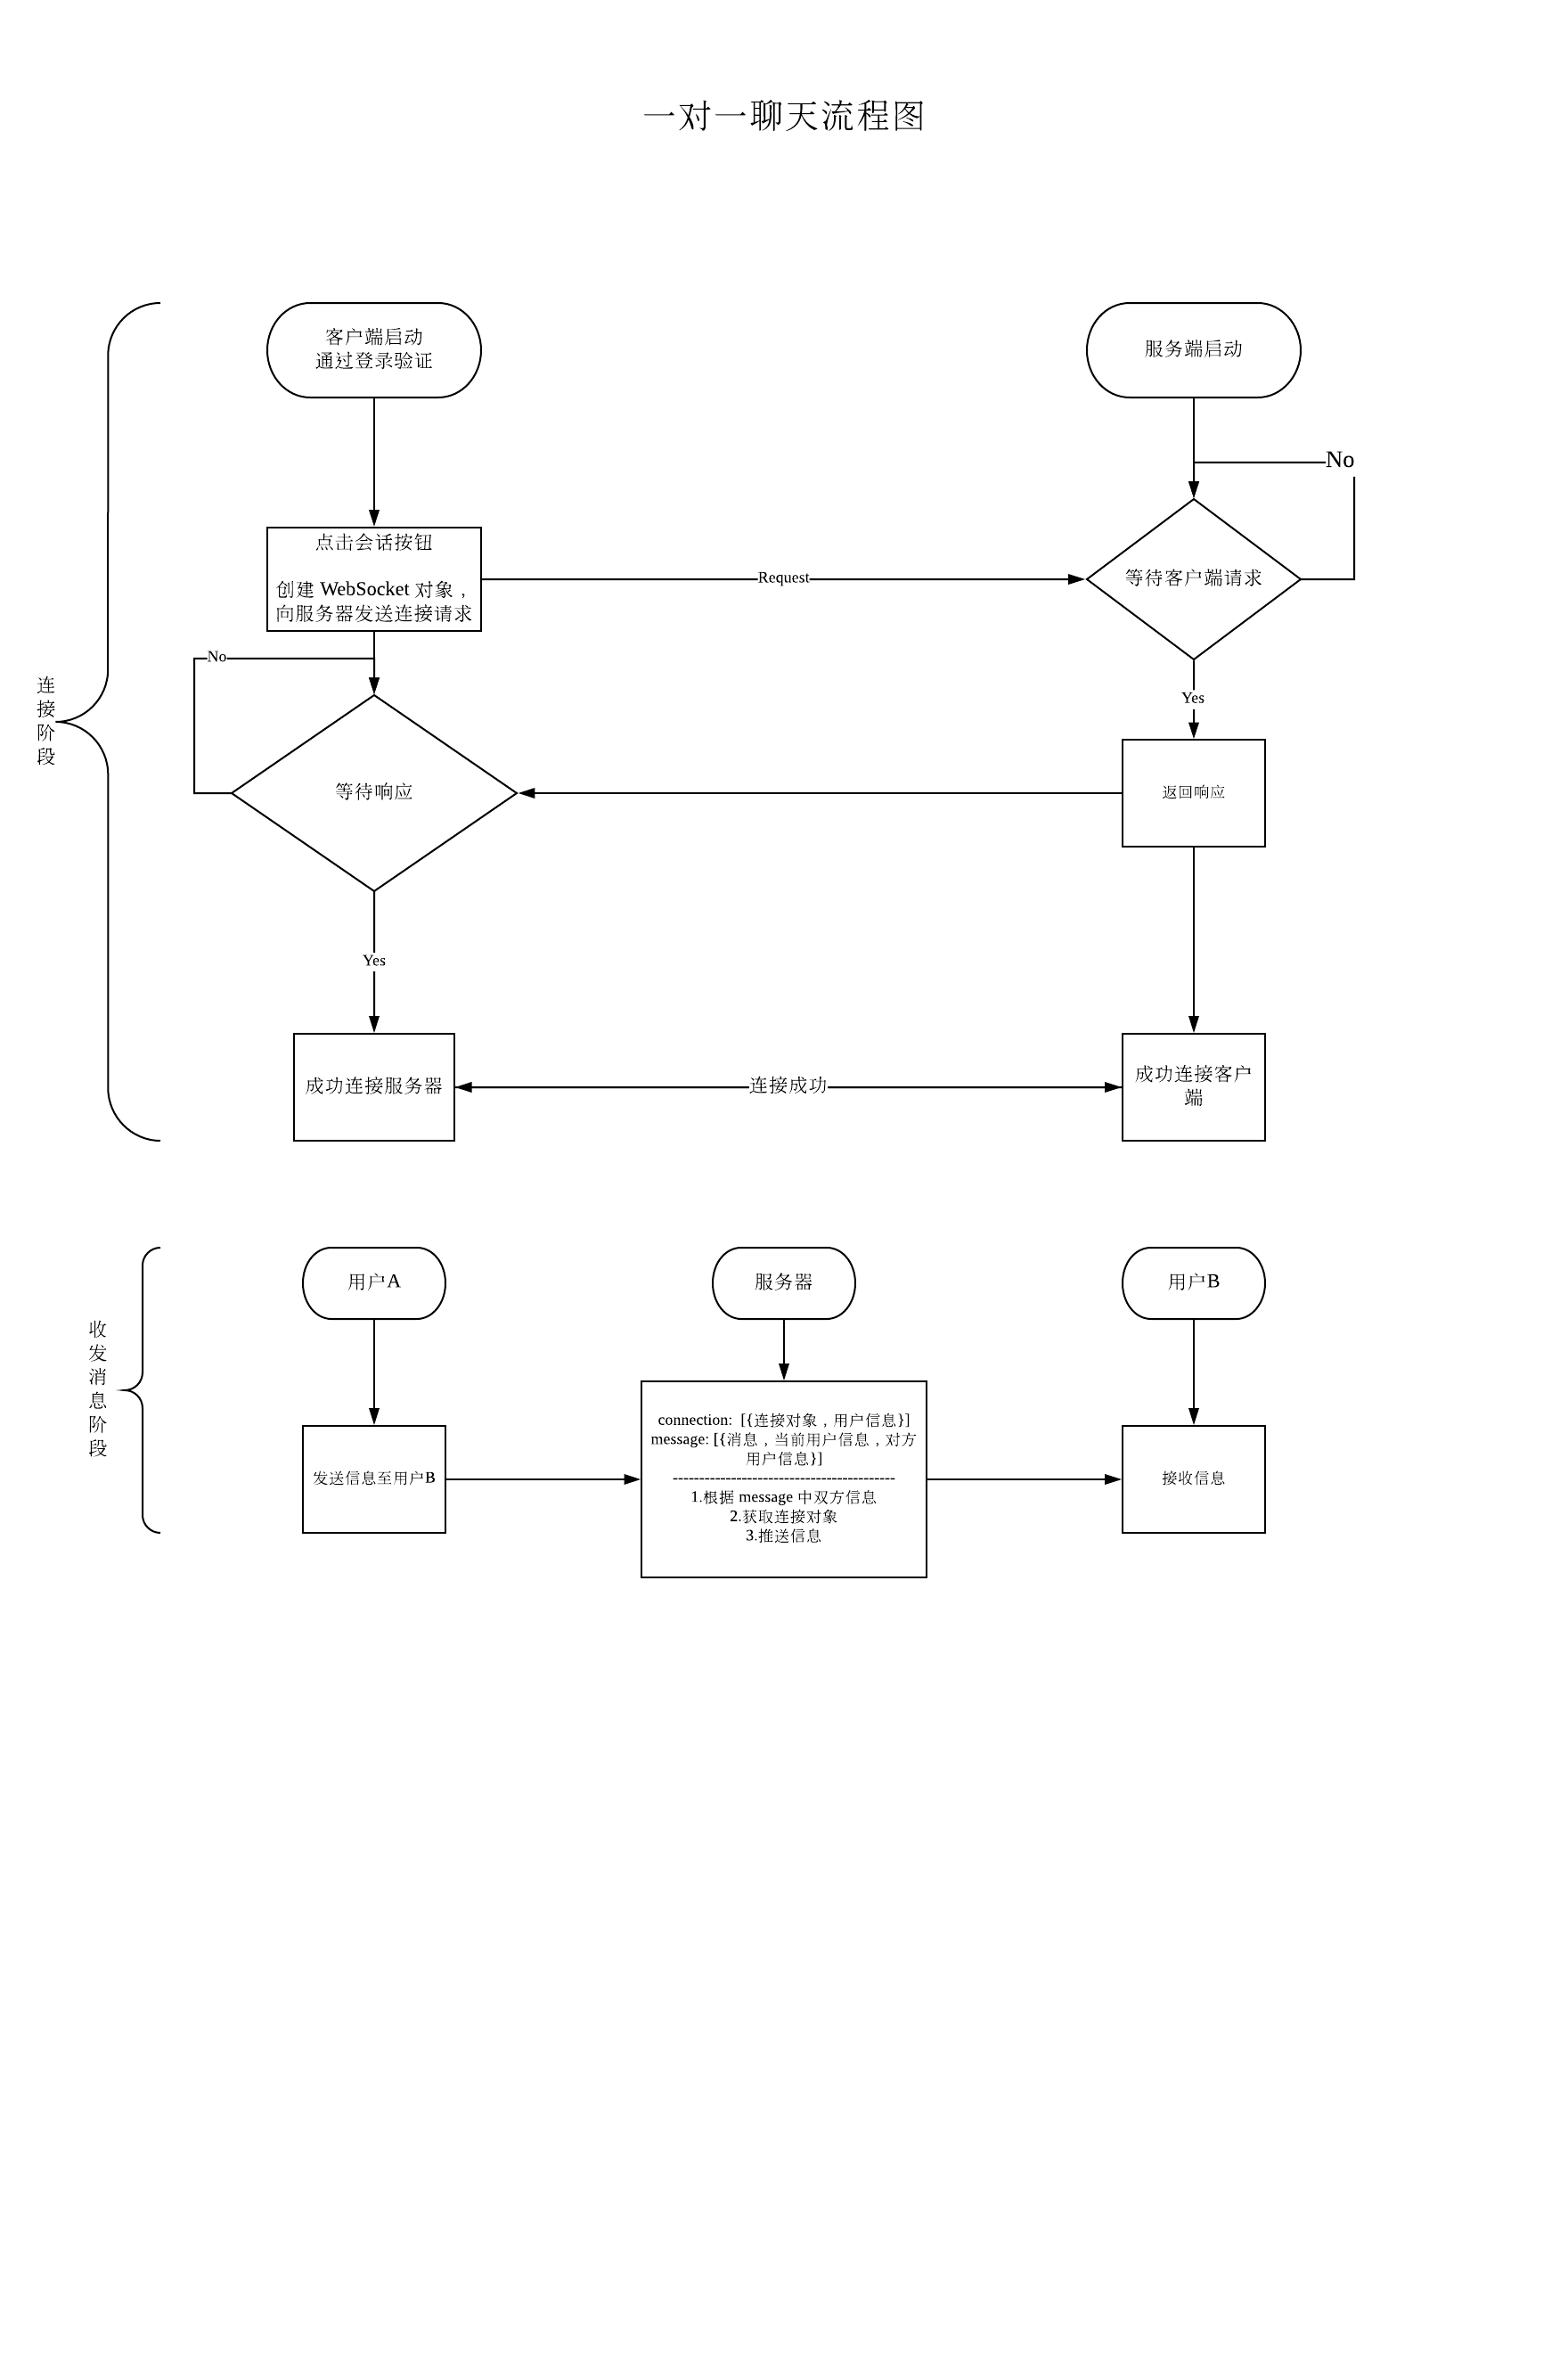 一对一聊天流程图
客户端启动
通过登录验证
服务端启动
No
点击会话按钮
创建 WebSocket 对象，
向服务器发送连接请求
Request
等待客户端请求
No
Yes
连
接
阶
段
等待响应
返回响应
Yes
成功连接服务器
连接成功
成功连接客户
端
用户A
服务器
用户B
收
发
消
息
阶
段
connection: [{连接对象，用户信息}]
message: [{消息，当前用户信息，对方
用户信息}]
------------------------------------------
1.根据 message 中双方信息
2.获取连接对象
3.推送信息
发送信息至用户B
接收信息